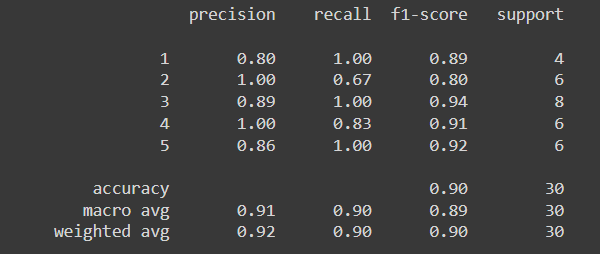 precision recall f1-score support
1 0.80 1.00 0.89 4
2 1.00 0.67 0.80 6
3 0.89 1.00 0.94 8
4 1.00 0.83 0.91 6
5 0.86 1.00 0.92 6
accuracy 0.90 30
macro avg 0.91 0.90 0.89 30
weighted avg 0.92 0.90 0.90 30